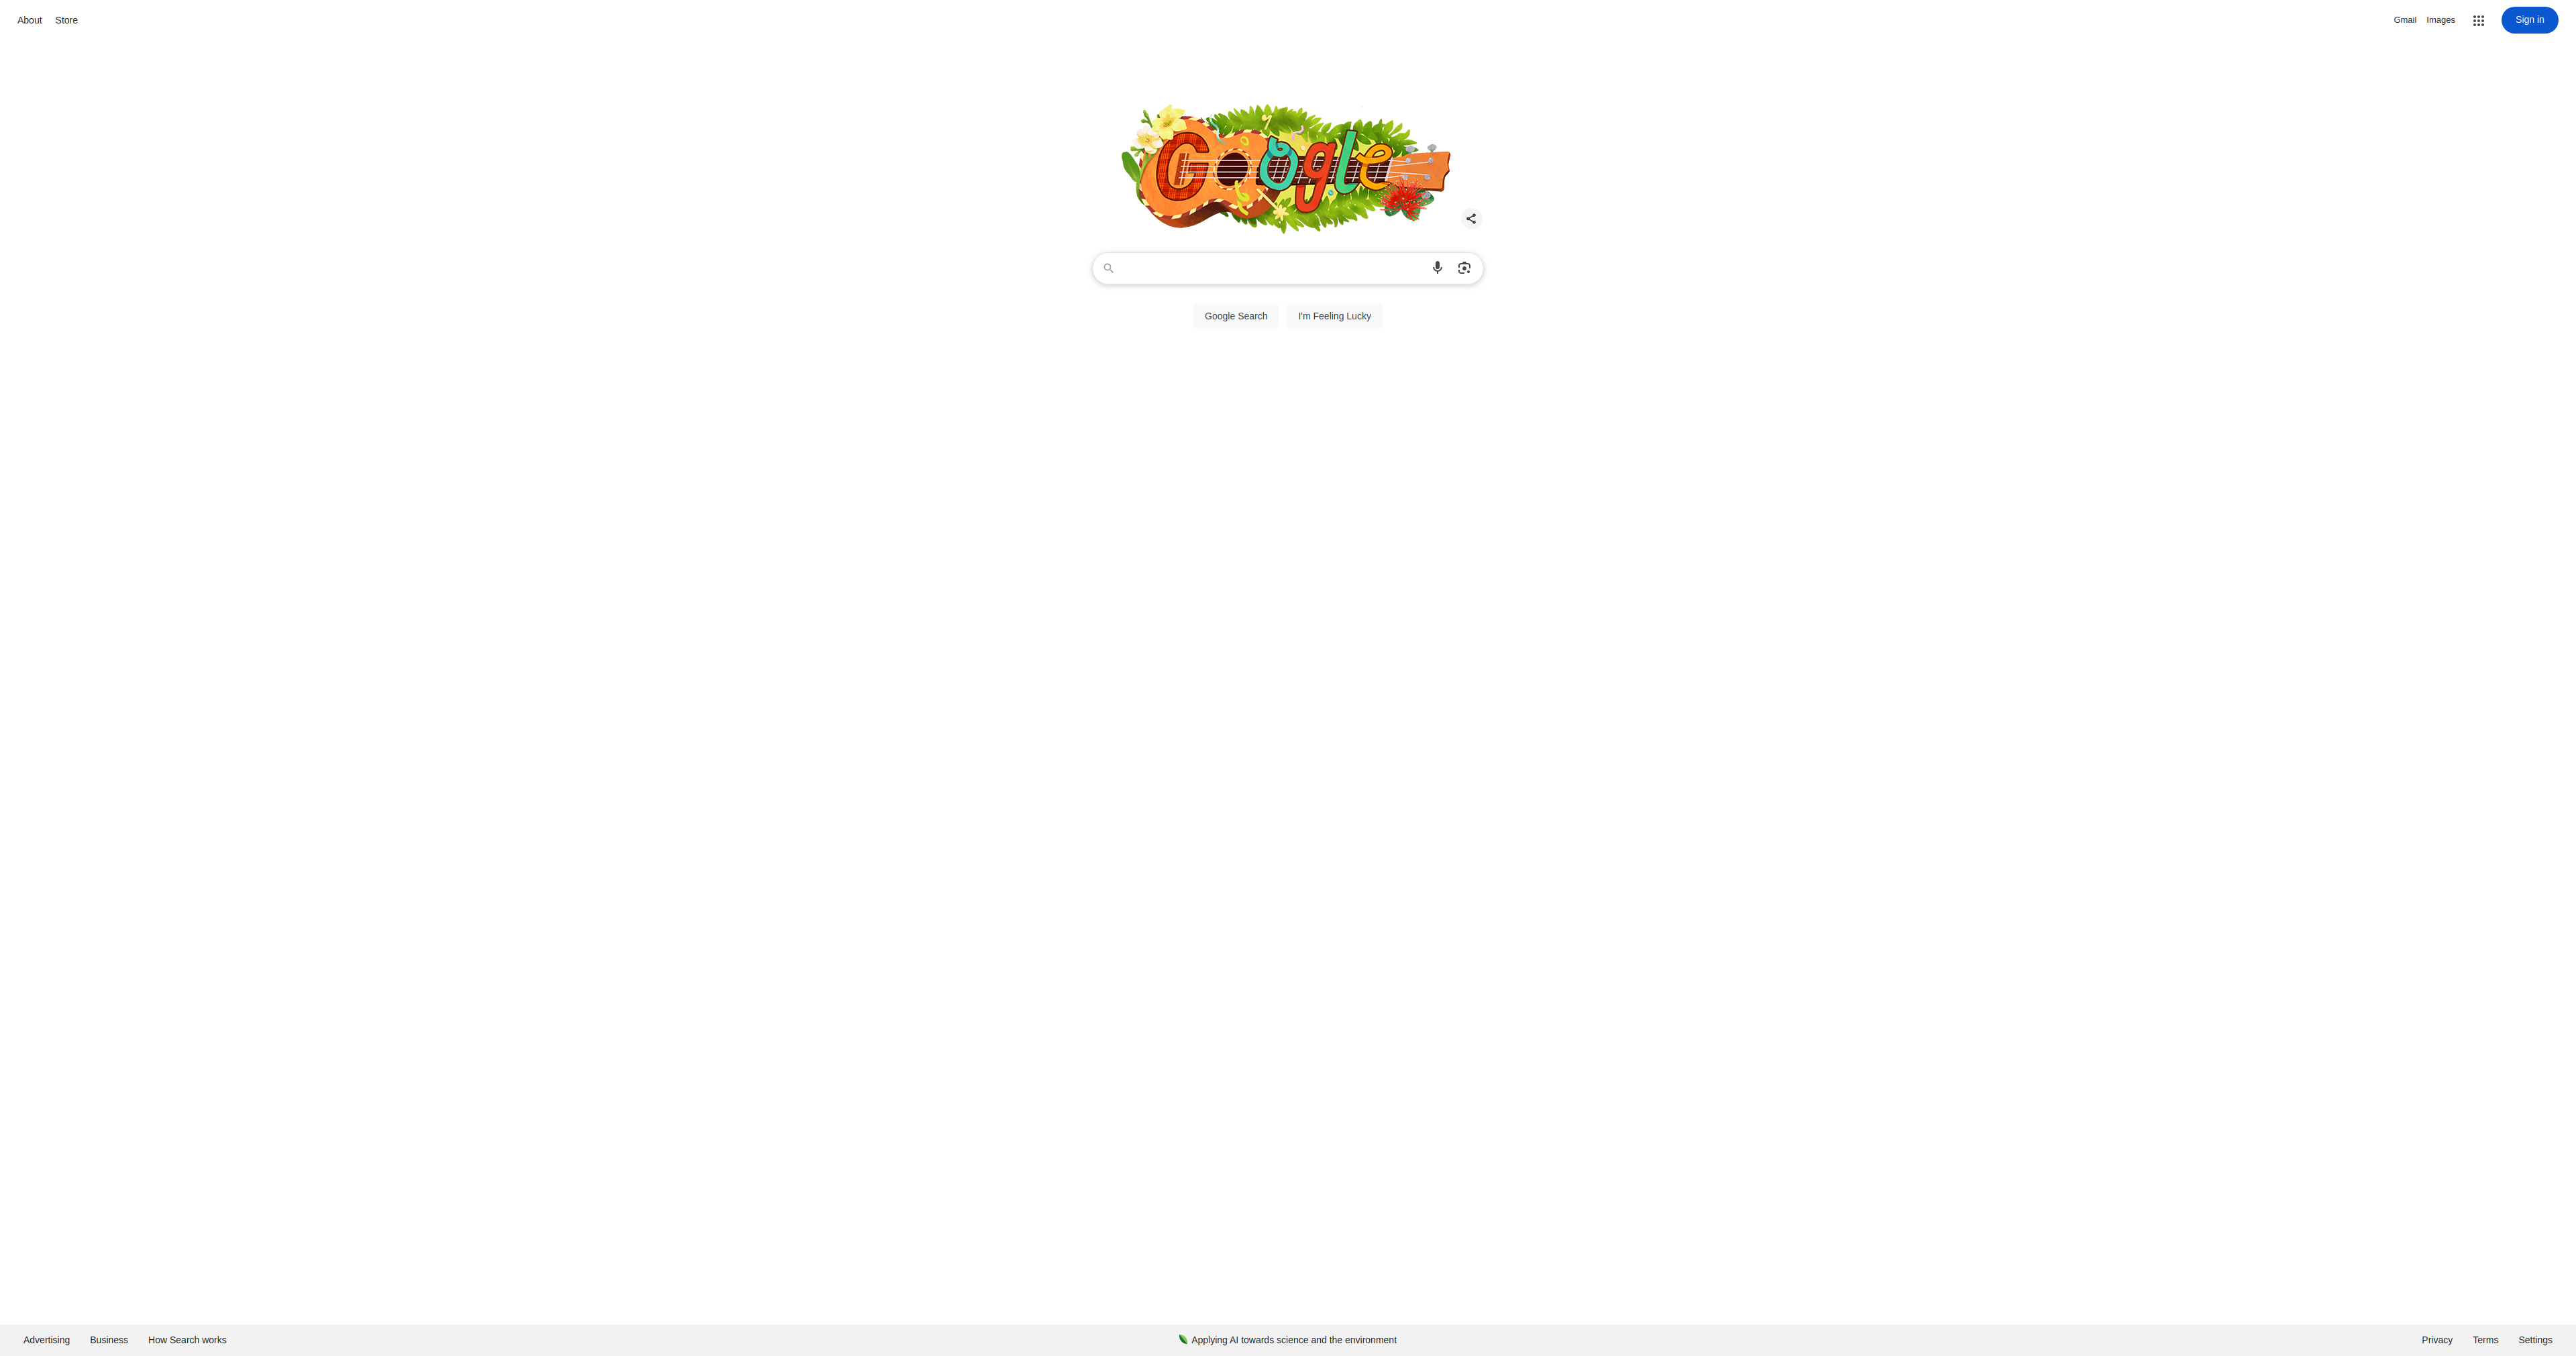 About Store
Gmail Images Sign in
Google
Google Search I'm Feeling Lucky
Advertising Business How Search works
Applying AI towards science and the environment
Privacy Terms Settings